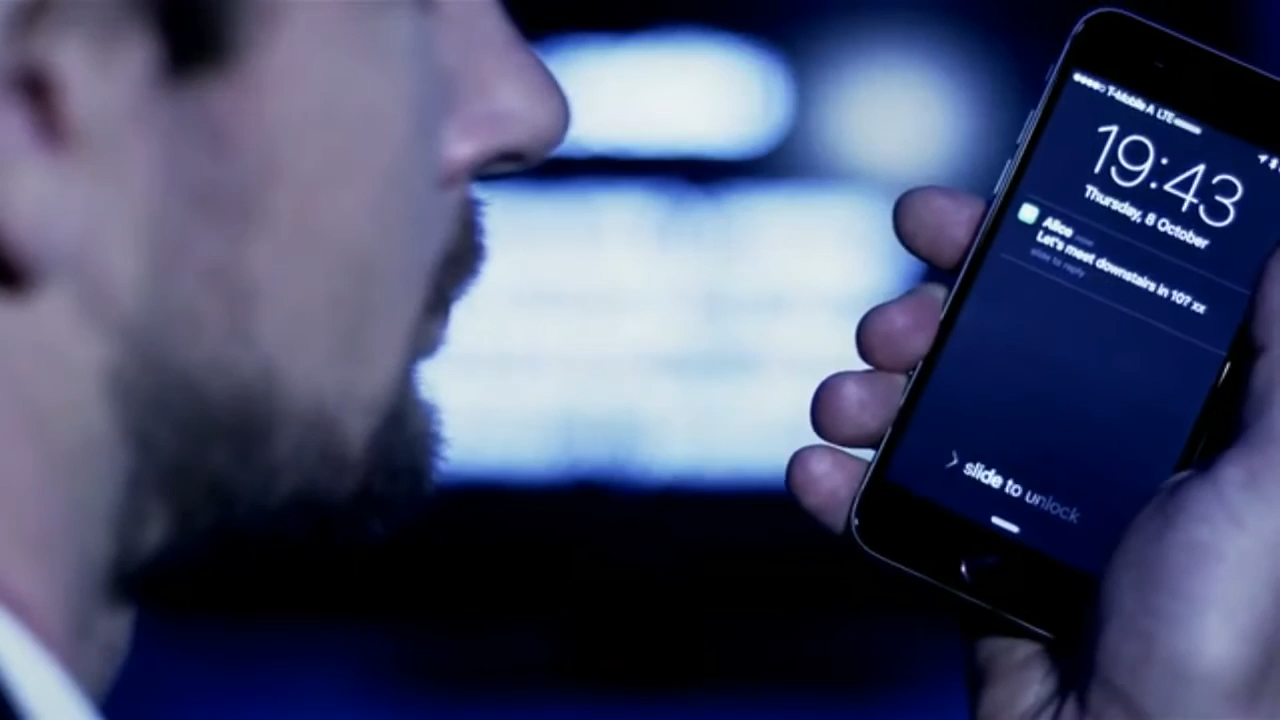 T-Mobile A LTE
19:43
Thursday, 8 October
Alice now
Let's meet downstairs in 10? xx
slide to reply
> slide to unlock